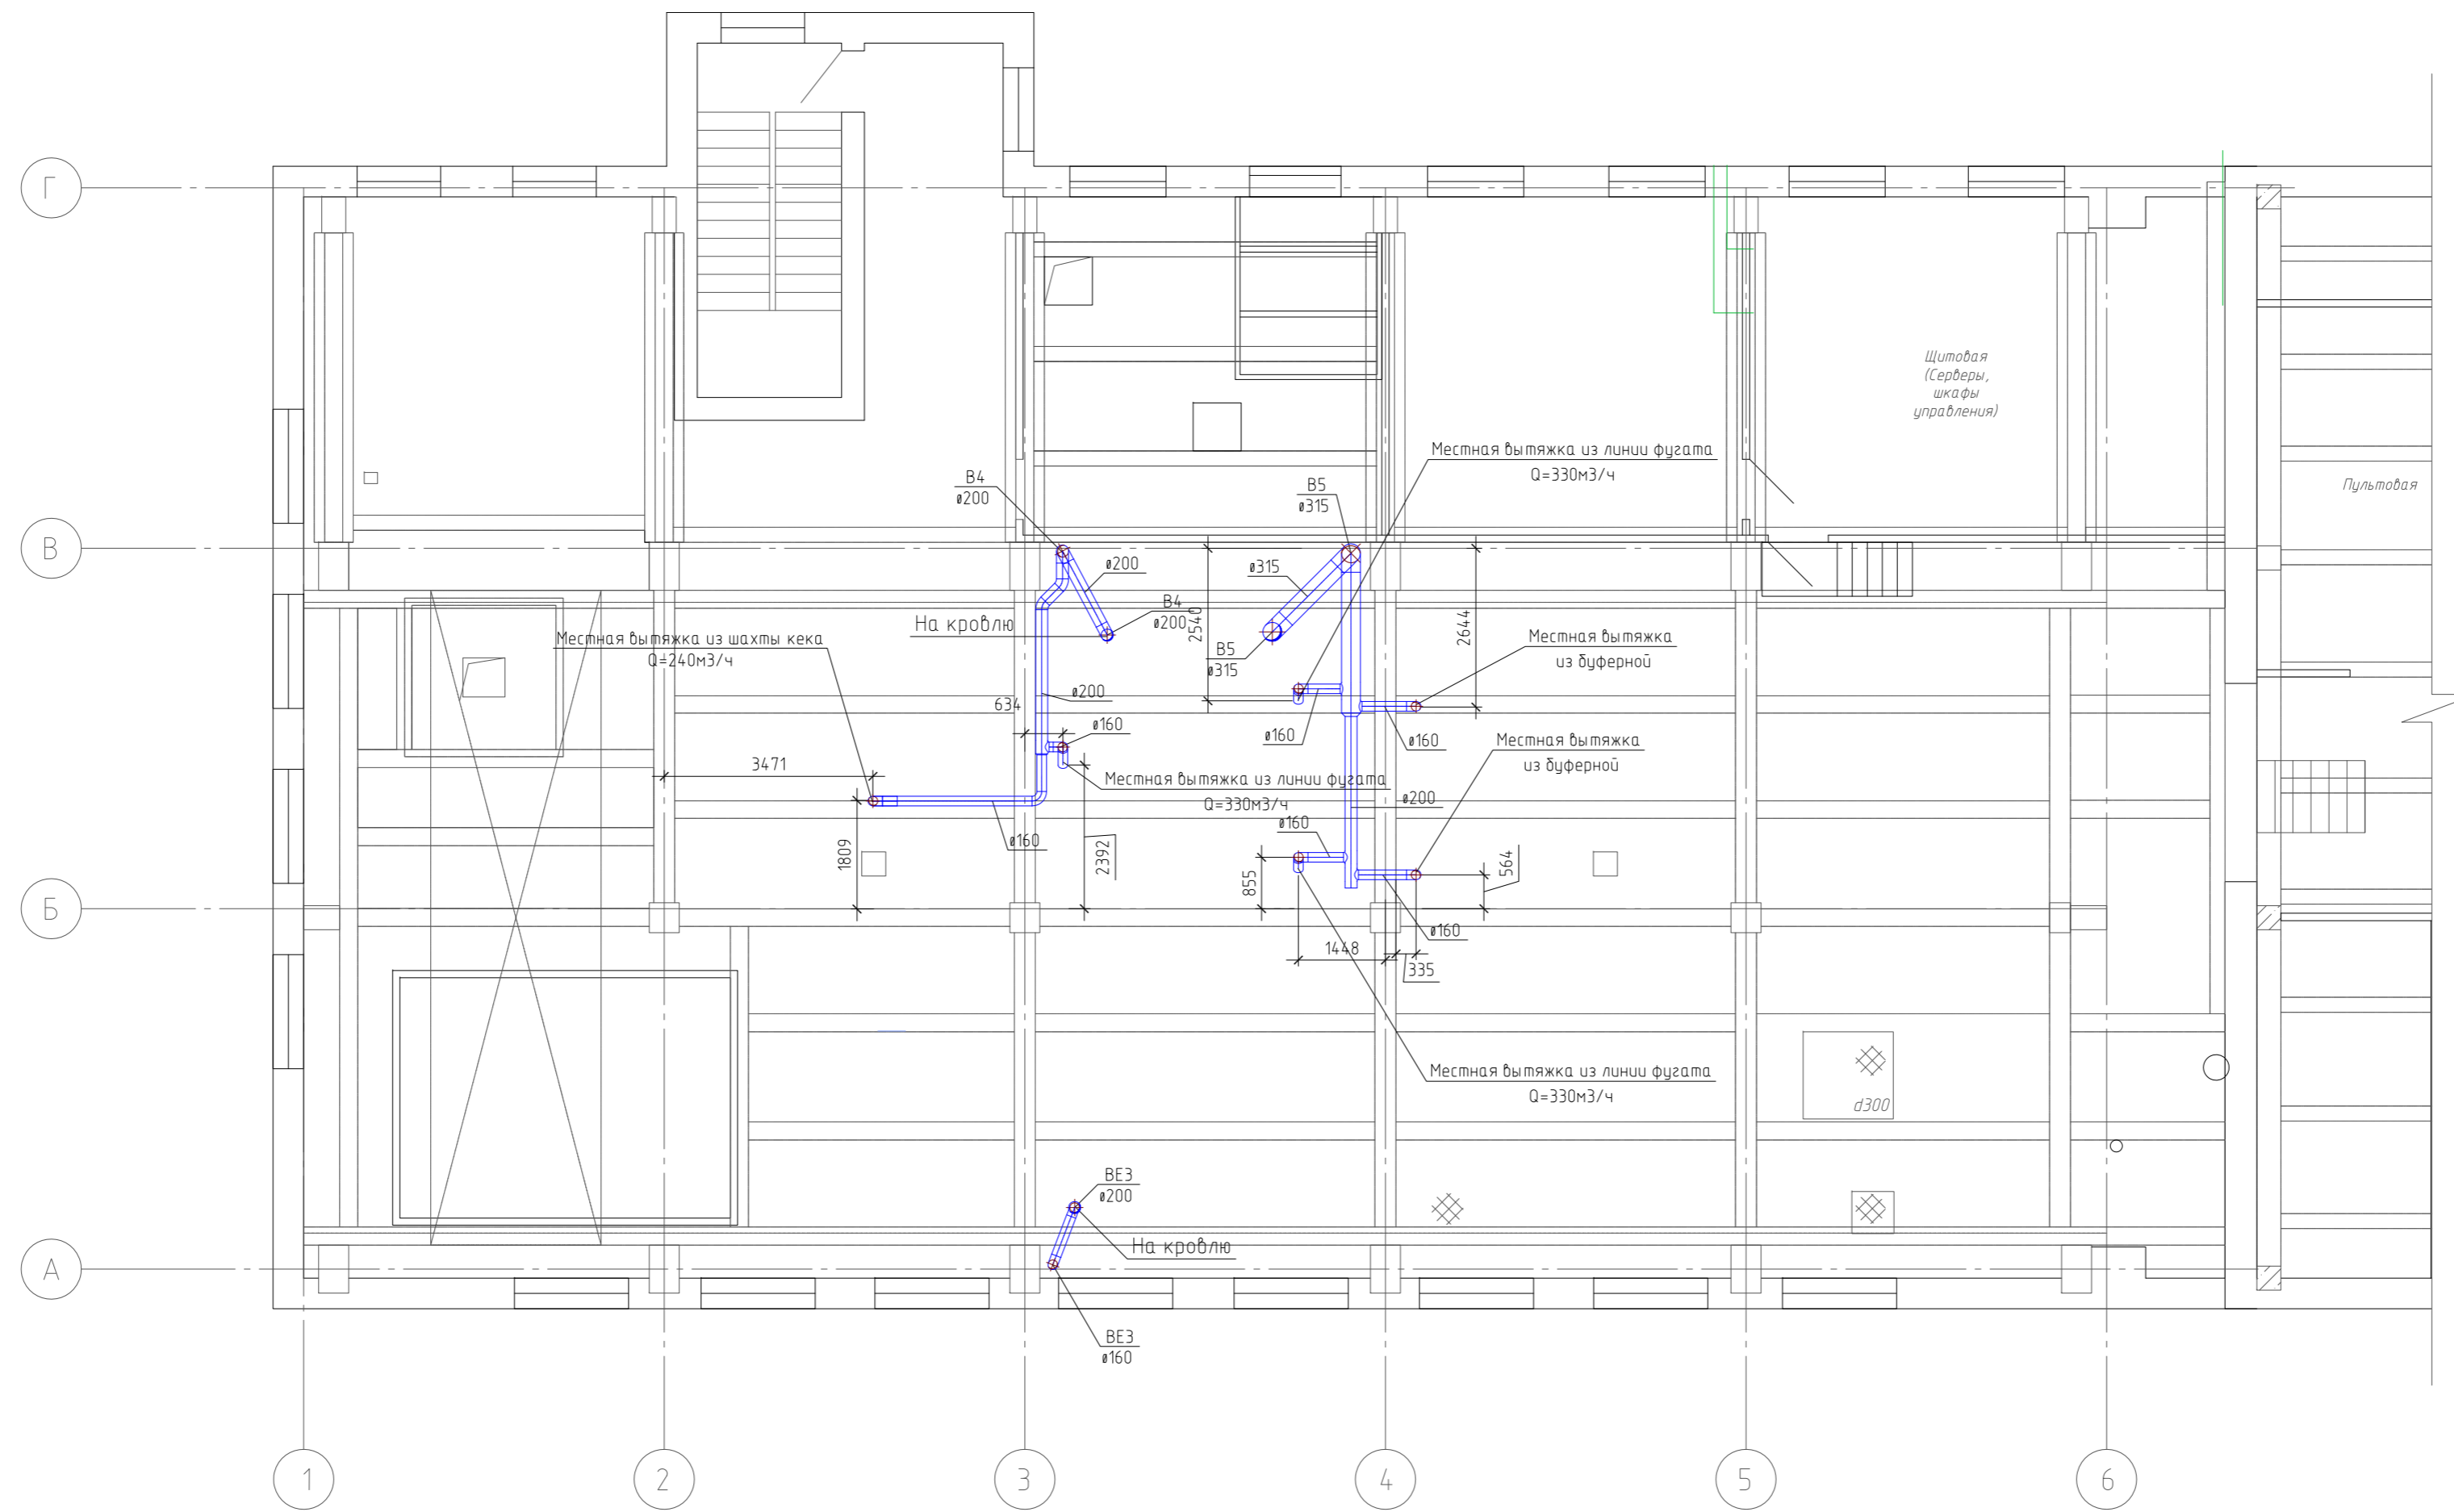 Г
Щитовая
(Серверы,
шкафы
управления)
Местная вытяжка из линии фугата
Q=330м3/ч
В4
ø200
В5
ø315
Пультовая
В
ø200
ø315
В4
ø200
На кровлю
2540
2644
Местная вытяжка из шахты кека
Q=240м3/ч
В5
ø315
Местная вытяжка
из буферной
ø200
634
ø160
ø160
ø160
Местная вытяжка
из буферной
3471
Местная вытяжка из линии фугата
Q=330м3/ч
ø200
ø160
ø160
1809
2392
855
564
Б
ø160
1448
335
Местная вытяжка из линии фугата
Q=330м3/ч
d300
ВЕ3
ø200
На кровлю
А
ВЕ3
ø160
1
2
3
4
5
6